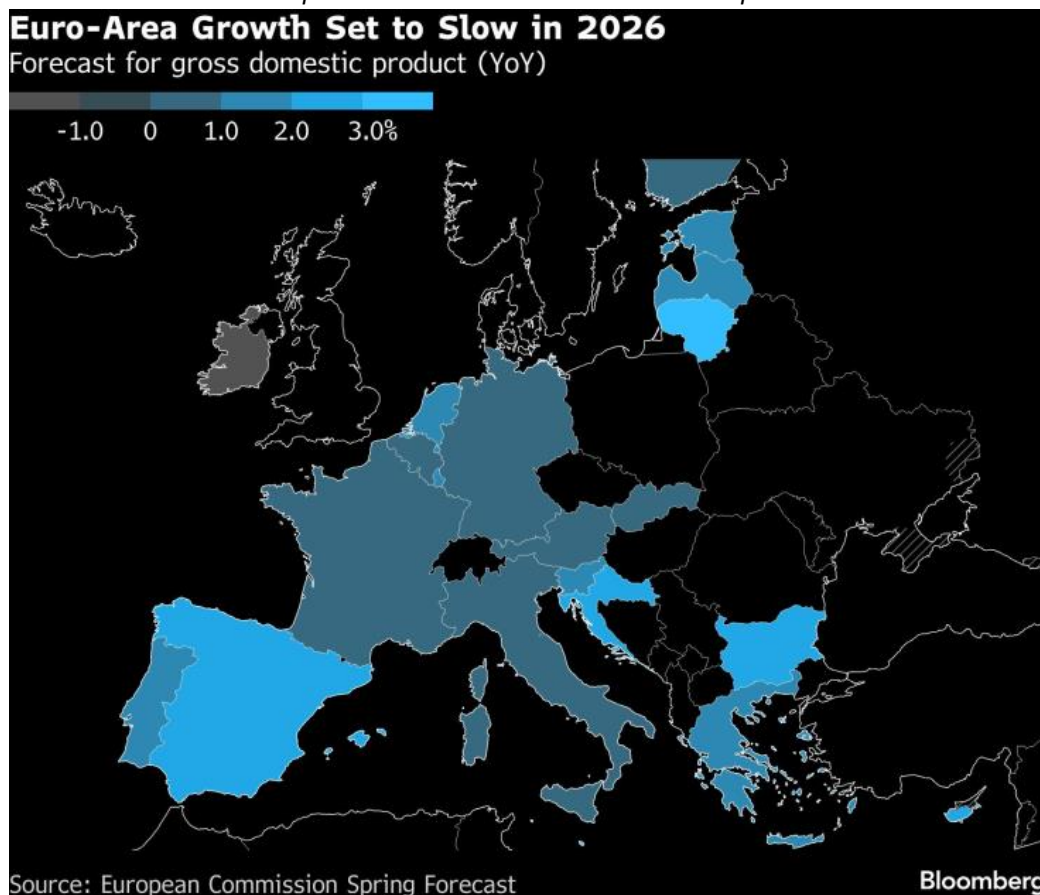 Euro-Area Growth Set to Slow in 2026
Forecast for gross domestic product (YoY)
-1.0 0 1.0 2.0 3.0%
Source: European Commission Spring Forecast
Bloomberg